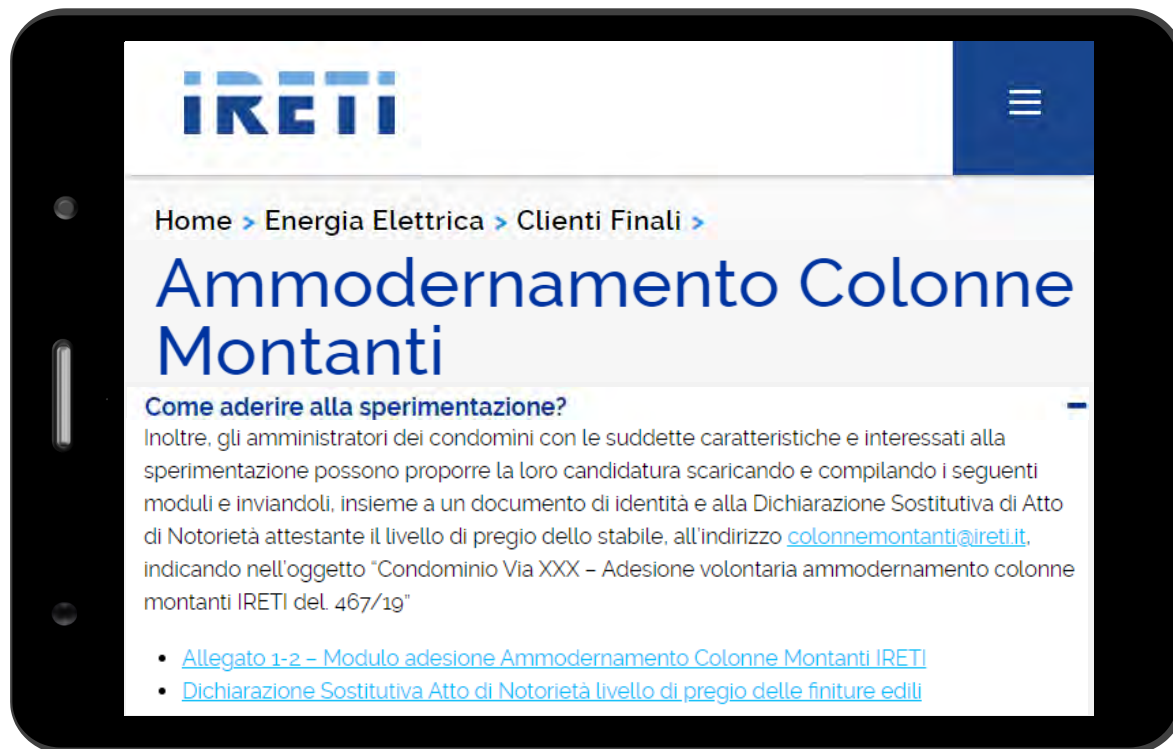 IRETI
Home > Energia Elettrica > Clienti Finali >
Ammodernamento Colonne
Montanti
Come aderire alla sperimentazione?
Inoltre, gli amministratori dei condomini con le suddette caratteristiche e interessati alla
sperimentazione possono proporre la loro candidatura scaricando e compilando i seguenti
moduli e inviandoli, insieme a un documento di identità e alla Dichiarazione Sostitutiva di Atto
di Notorietà attestante il livello di pregio dello stabile, all'indirizzo colonnemontanti@ireti.it,
indicando nell'oggetto “Condominio Via XXX – Adesione volontaria ammodernamento colonne
montanti IRETI del. 467/19”
• Allegato 1-2 – Modulo adesione Ammodernamento Colonne Montanti IRETI
• Dichiarazione Sostitutiva Atto di Notorietà livello di pregio delle finiture edili